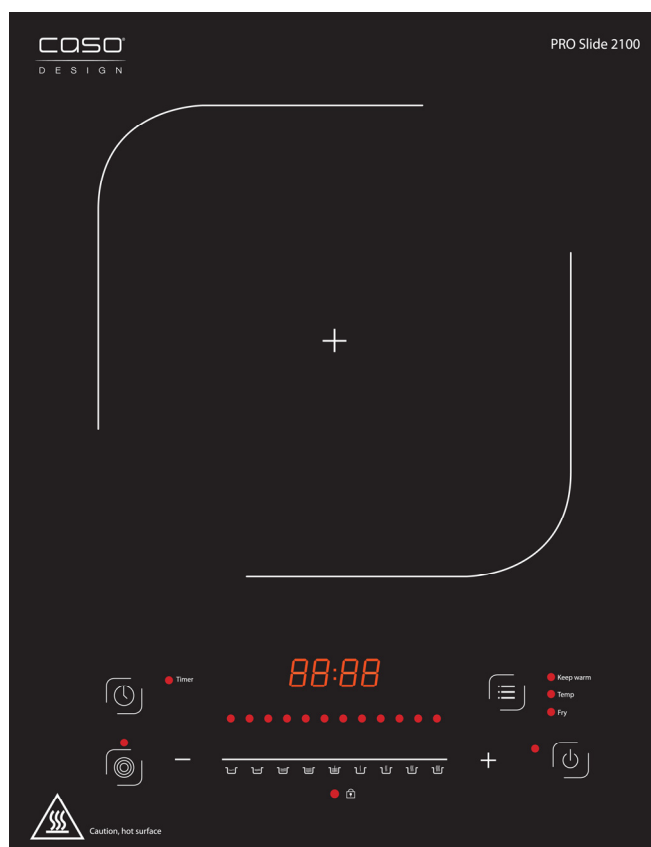 caso
DESIGN
PRO Slide 2100
Timer
88:88
Keep warm
Temp
Fry
Caution, hot surface